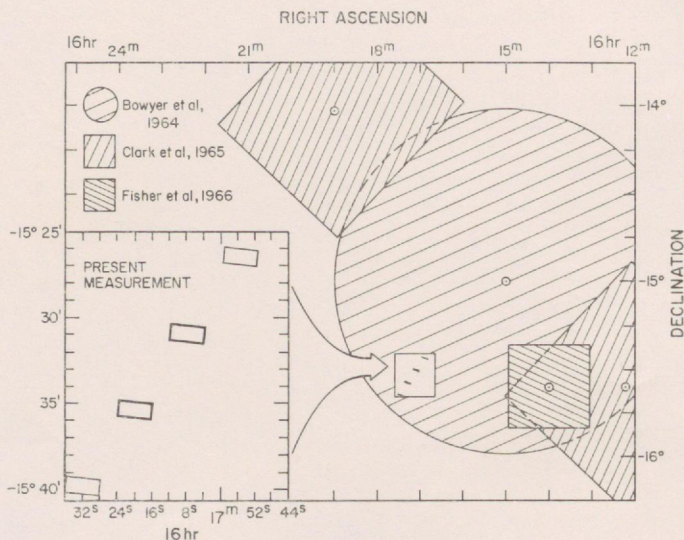 RIGHT ASCENSION
16hr 24m 21m 18m 15m 16hr 12m
Bowyer et al, 1964
Clark et al, 1965
Fisher et al, 1966
-14°
-15°
-16°
DECLINATION
-15° 25'
30'
35'
-15° 40'
PRESENT
MEASUREMENT
32s 24s 16s 8s 17m 52s 44s
16hr